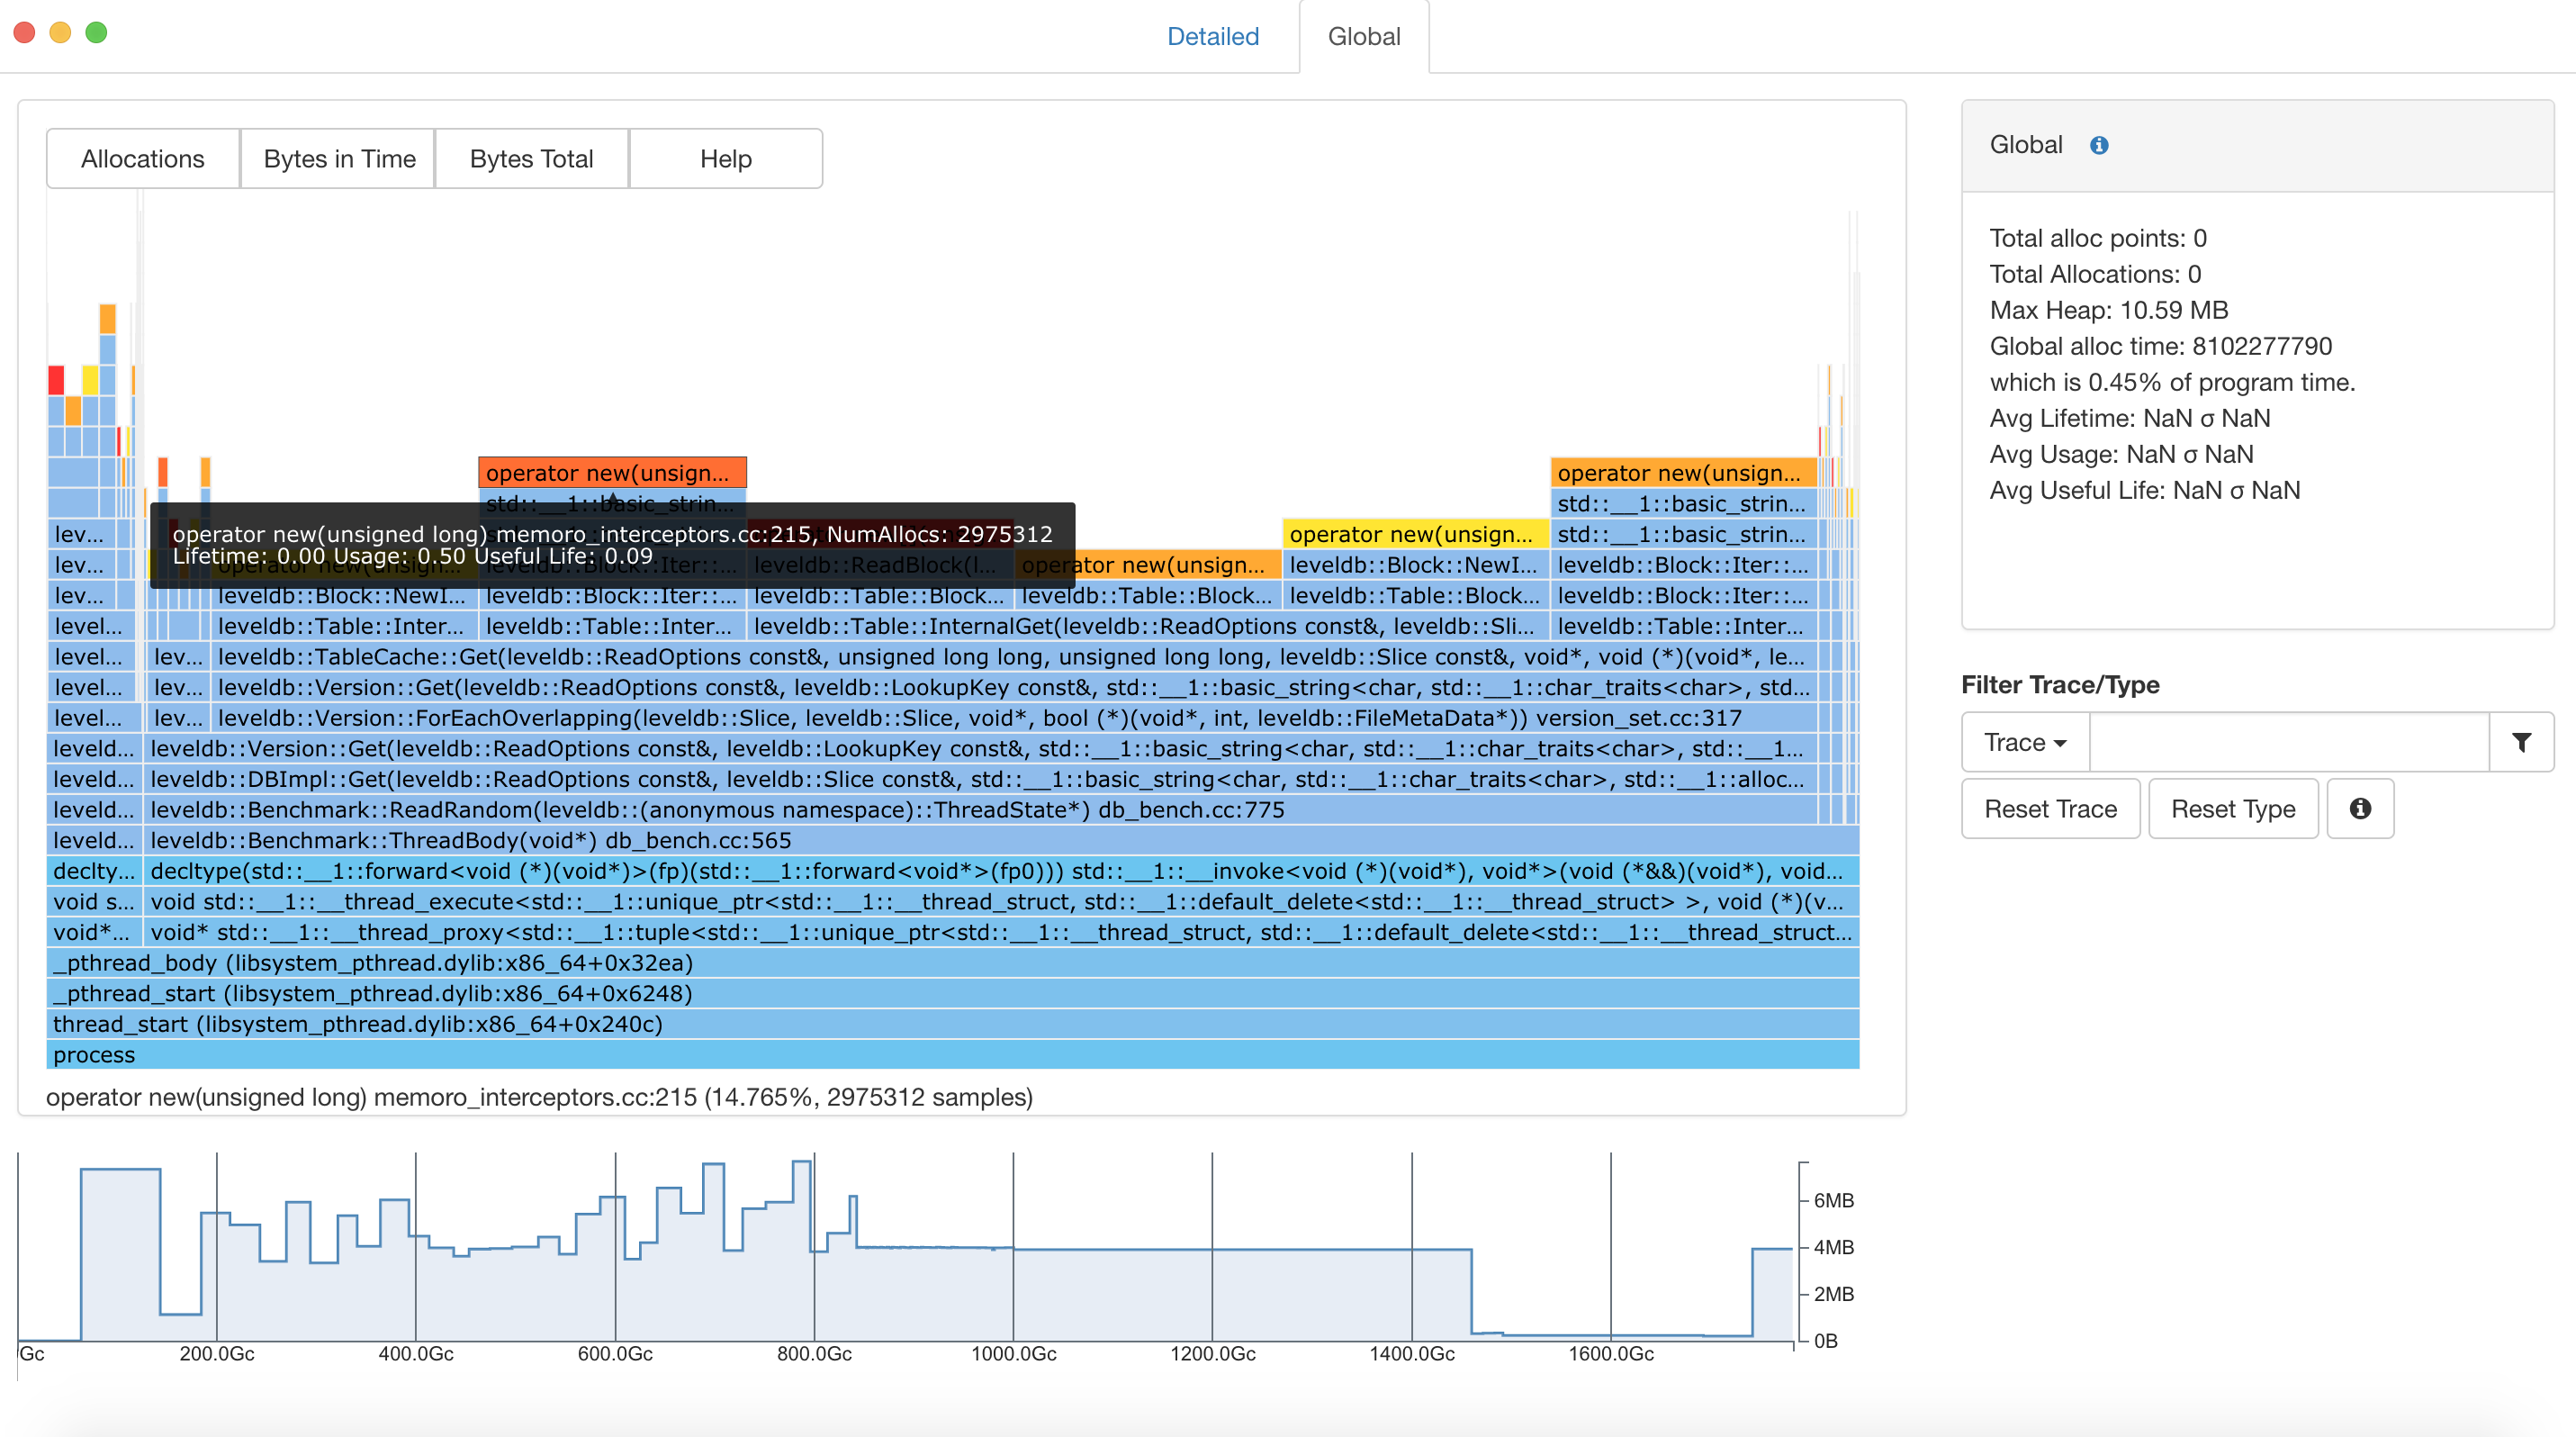 Detailed
Global
Allocations
Bytes in Time
Bytes Total
Help
operator new(unsign...
operator new(unsign...
std::__1::basic_strin...
std::__1::basic_strin...
lev...
operator new(unsigned long) memoro_interceptors.cc:215, NumAllocs: 2975312
Lifetime: 0.00 Usage: 0.50 Useful Life: 0.09
operator new(unsign...
std::__1::basic_strin...
lev...
operator new(unsign...
leveldb::Block::Iter::...
leveldb::ReadBlock(l...
operator new(unsign...
leveldb::Block::NewI...
leveldb::Block::Iter::...
lev...
leveldb::Block::NewI...
leveldb::Block::Iter::...
leveldb::Table::Block...
leveldb::Table::Block...
leveldb::Table::Block...
leveldb::Block::Iter::...
level...
leveldb::Table::Inter...
leveldb::Table::Inter...
leveldb::Table::InternalGet(leveldb::ReadOptions const&, leveldb::Sli...
leveldb::Table::Inter...
level...
lev...
leveldb::TableCache::Get(leveldb::ReadOptions const&, unsigned long long, unsigned long long, leveldb::Slice const&, void*, void (*)(void*, le...
level...
lev...
leveldb::Version::Get(leveldb::ReadOptions const&, leveldb::LookupKey const&, std::__1::basic_string<char, std::__1::char_traits<char>, std...
level...
lev...
leveldb::Version::ForEachOverlapping(leveldb::Slice, leveldb::Slice, void*, bool (*)(void*, int, leveldb::FileMetaData*)) version_set.cc:317
leveld...
leveldb::Version::Get(leveldb::ReadOptions const&, leveldb::LookupKey const&, std::__1::basic_string<char, std::__1::char_traits<char>, std::__1...
leveld...
leveldb::DBImpl::Get(leveldb::ReadOptions const&, leveldb::Slice const&, std::__1::basic_string<char, std::__1::char_traits<char>, std::__1::alloc...
leveld...
leveldb::Benchmark::ReadRandom(leveldb::(anonymous namespace)::ThreadState*) db_bench.cc:775
leveld...
leveldb::Benchmark::ThreadBody(void*) db_bench.cc:565
declty...
decltype(std::__1::forward<void (*)(void*)>(fp)(std::__1::forward<void*>(fp0))) std::__1::__invoke<void (*)(void*), void*>(void (*&&)(void*), void...
void s...
void std::__1::__thread_execute<std::__1::unique_ptr<std::__1::__thread_struct, std::__1::default_delete<std::__1::__thread_struct> >, void (*)(v...
void*...
void* std::__1::__thread_proxy<std::__1::tuple<std::__1::unique_ptr<std::__1::__thread_struct, std::__1::default_delete<std::__1::__thread_struct...
_pthread_body (libsystem_pthread.dylib:x86_64+0x32ea)
_pthread_start (libsystem_pthread.dylib:x86_64+0x6248)
thread_start (libsystem_pthread.dylib:x86_64+0x240c)
process
operator new(unsigned long) memoro_interceptors.cc:215 (14.765%, 2975312 samples)
6MB
4MB
2MB
0B
Gc
200.0Gc
400.0Gc
600.0Gc
800.0Gc
1000.0Gc
1200.0Gc
1400.0Gc
1600.0Gc
Global
Total alloc points: 0
Total Allocations: 0
Max Heap: 10.59 MB
Global alloc time: 8102277790
which is 0.45% of program time.
Avg Lifetime: NaN σ NaN
Avg Usage: NaN σ NaN
Avg Useful Life: NaN σ NaN
Filter Trace/Type
Trace
Reset Trace
Reset Type